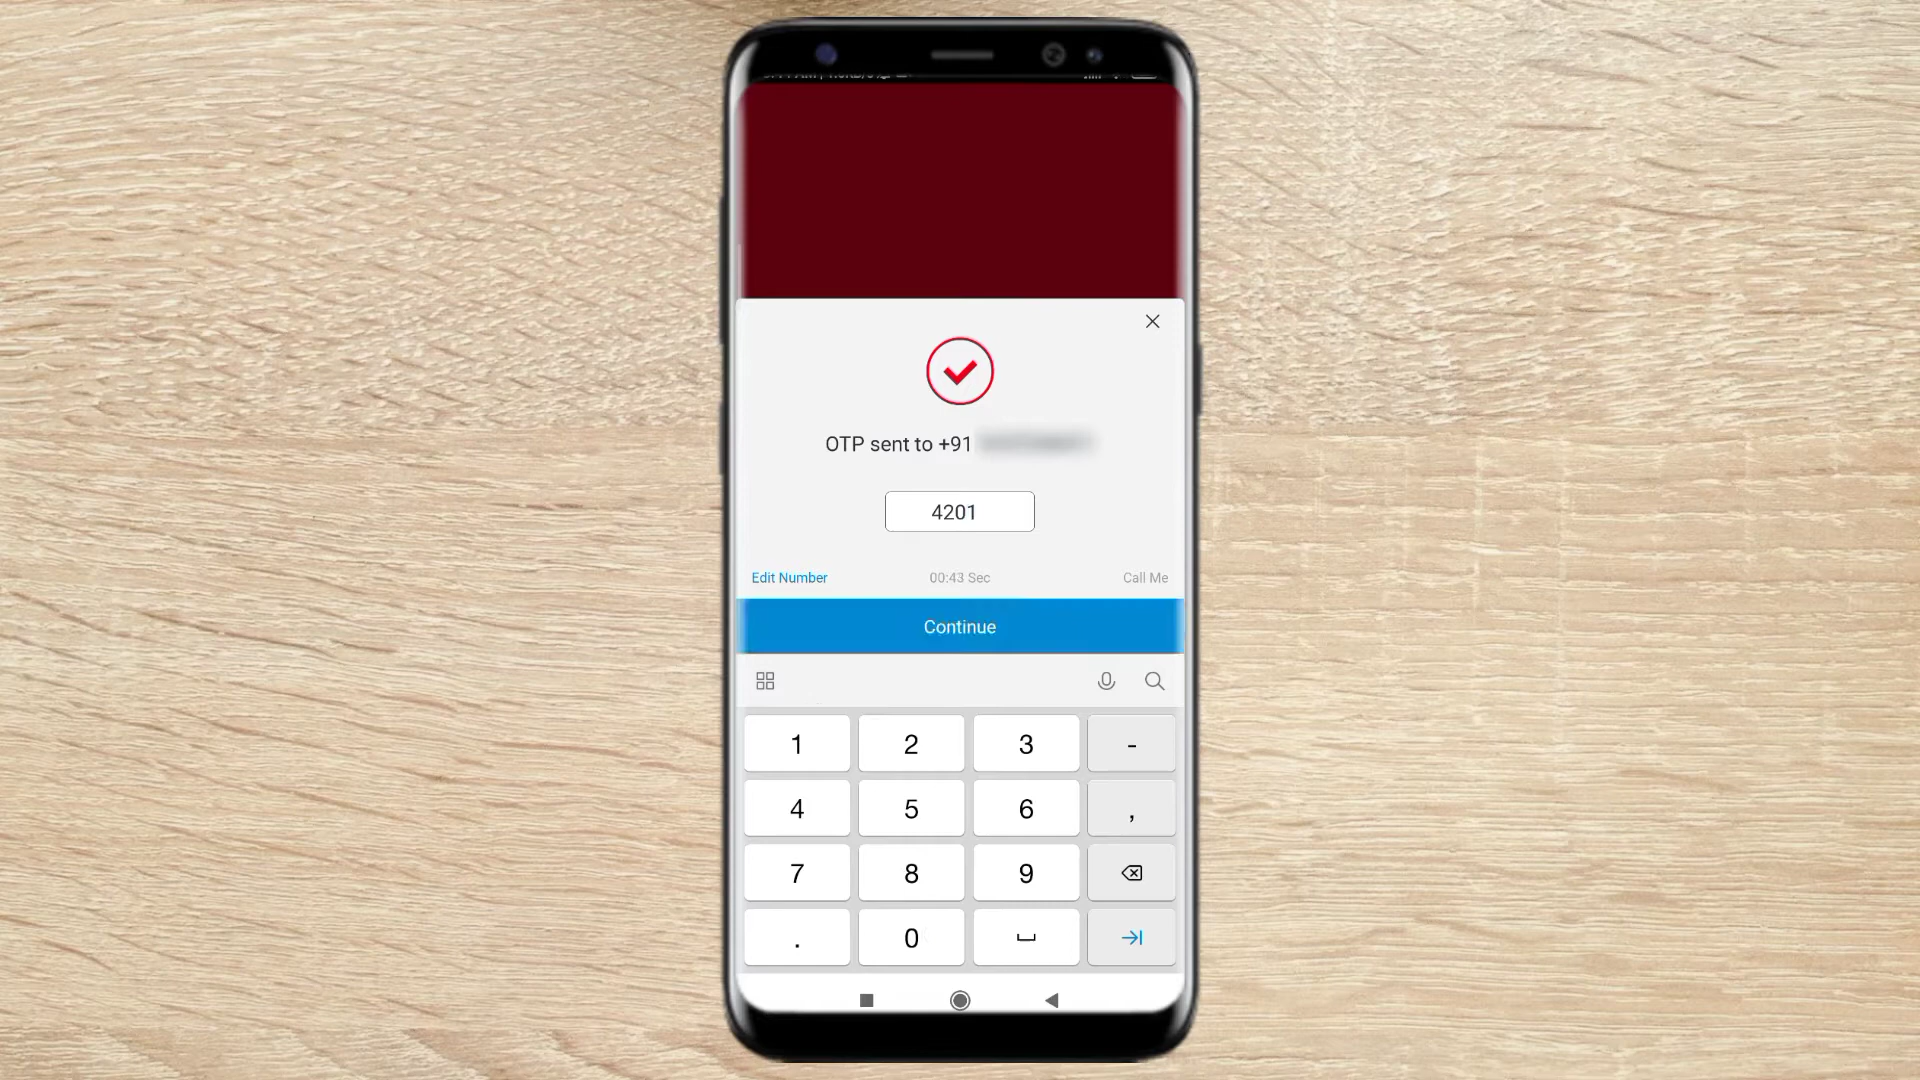 OTP sent to +91
4201
Edit Number 00:43 Sec Call Me
Continue
1 2 3 -
4 5 6 ,
7 8 9
. 0